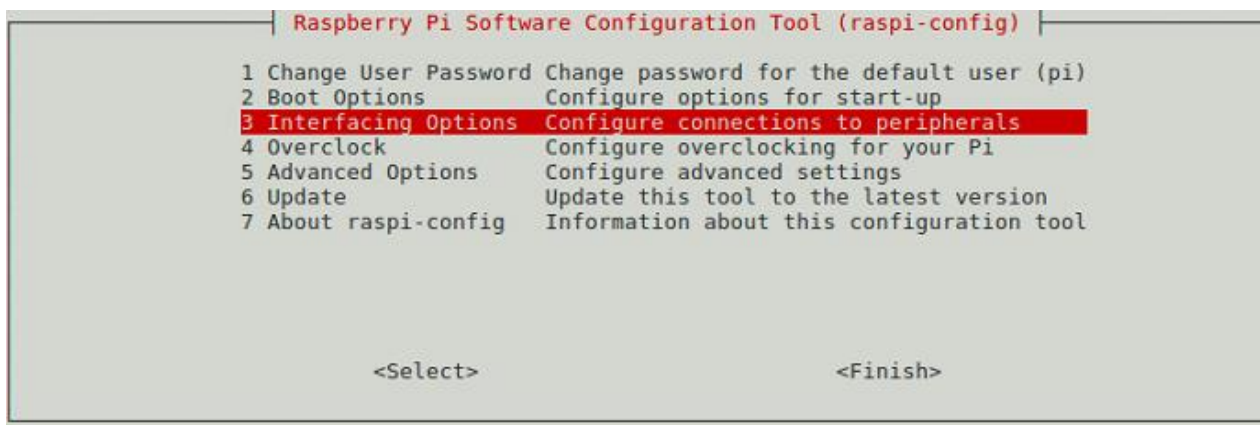 Raspberry Pi Software Configuration Tool (raspi-config)
1 Change User Password Change password for the default user (pi)
2 Boot Options Configure options for start-up
3 Interfacing Options Configure connections to peripherals
4 Overclock Configure overclocking for your Pi
5 Advanced Options Configure advanced settings
6 Update Update this tool to the latest version
7 About raspi-config Information about this configuration tool
<Select> <Finish>